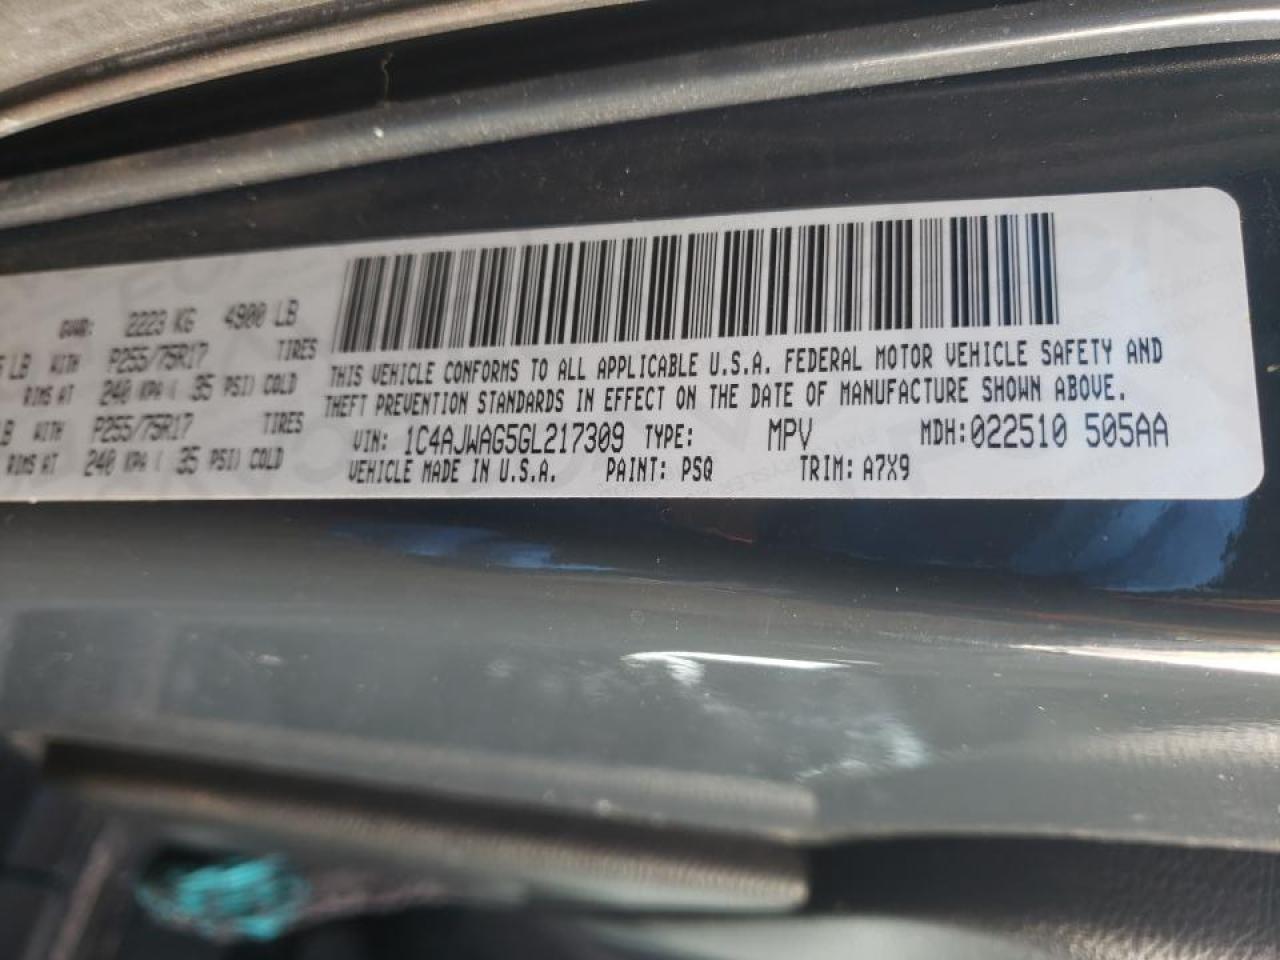 GVWR: 2223 KG 4900 LB
LB WITH P255/75R17 TIRES
RIMS AT 240 KPA ( 35 PSI) COLD
WITH P255/75R17 TIRES
RIMS AT 240 KPA ( 35 PSI) COLD
THIS VEHICLE CONFORMS TO ALL APPLICABLE U.S.A. FEDERAL MOTOR VEHICLE SAFETY AND
THEFT PREVENTION STANDARDS IN EFFECT ON THE DATE OF MANUFACTURE SHOWN ABOVE.
VIN: 1C4AJWAG5GL217309 TYPE: MPV MDH:022510 505AA
VEHICLE MADE IN U.S.A. PAINT: PSQ TRIM: A7X9